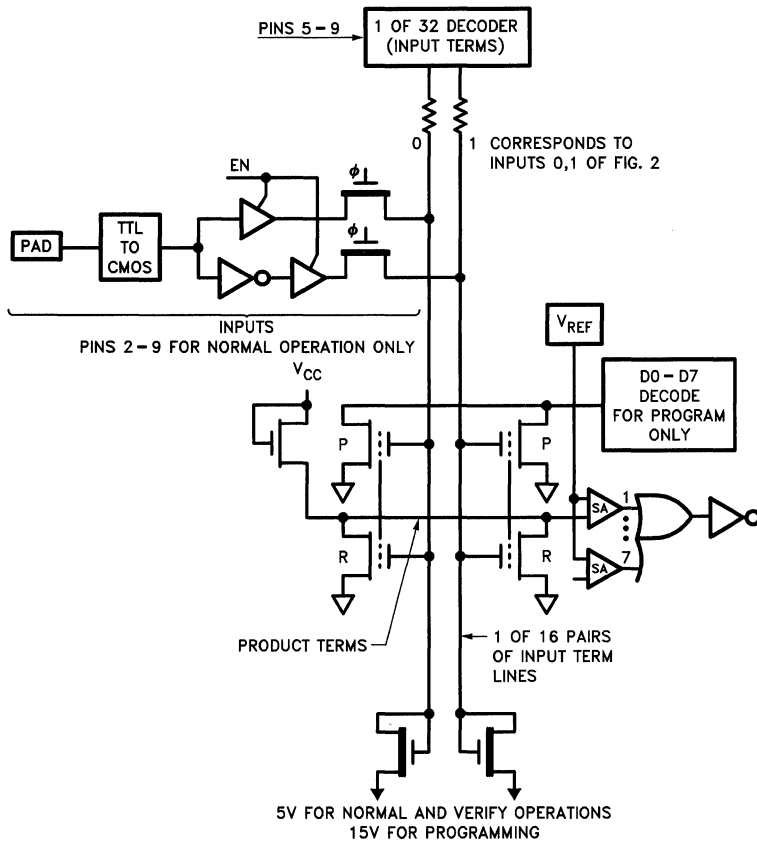 PINS 5-9
1 OF 32 DECODER
(INPUT TERMS)
0
1
CORRESPONDS TO
INPUTS 0,1 OF FIG. 2
EN
ϕ
ϕ
PAD
TTL
TO
CMOS
INPUTS
PINS 2-9 FOR NORMAL OPERATION ONLY
VCC
VREF
D0-D7
DECODE
FOR PROGRAM
ONLY
P
P
SA
1
R
R
SA
7
PRODUCT TERMS
1 OF 16 PAIRS
OF INPUT TERM
LINES
5V FOR NORMAL AND VERIFY OPERATIONS
15V FOR PROGRAMMING